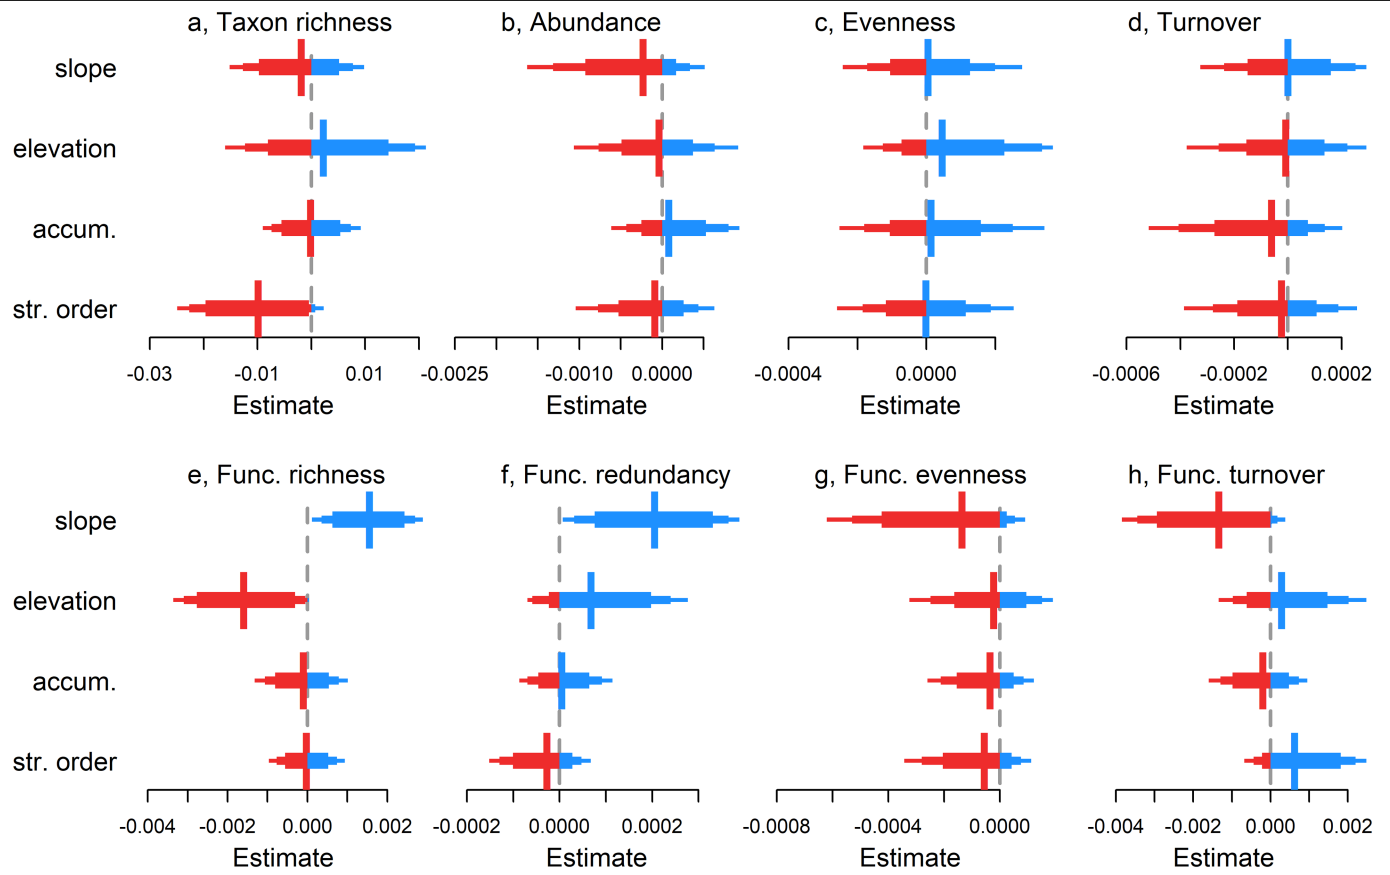 a, Taxon richness b, Abundance c, Evenness d, Turnover
slope
elevation
accum.
str. order
-0.03 -0.01 0.01 -0.0025 -0.0010 0.0000 -0.0004 0.0000 -0.0006 -0.0002 0.0002
Estimate Estimate Estimate Estimate
e, Func. richness f, Func. redundancy g, Func. evenness h, Func. turnover
slope
elevation
accum.
str. order
-0.004 -0.002 0.000 0.002 -0.0002 0.0000 0.0002 -0.0008 -0.0004 0.0000 -0.004 -0.002 0.000 0.002
Estimate Estimate Estimate Estimate